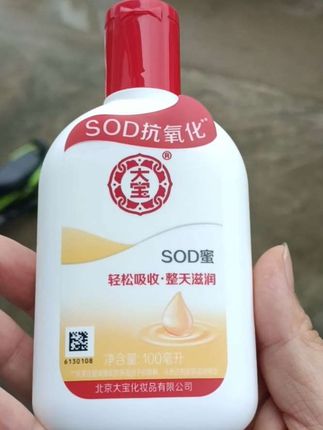 SOD抗氧化**
大宝®
SOD蜜
轻松吸收·整天滋润
6130108
净含量:100毫升
北京大宝化妆品有限公司